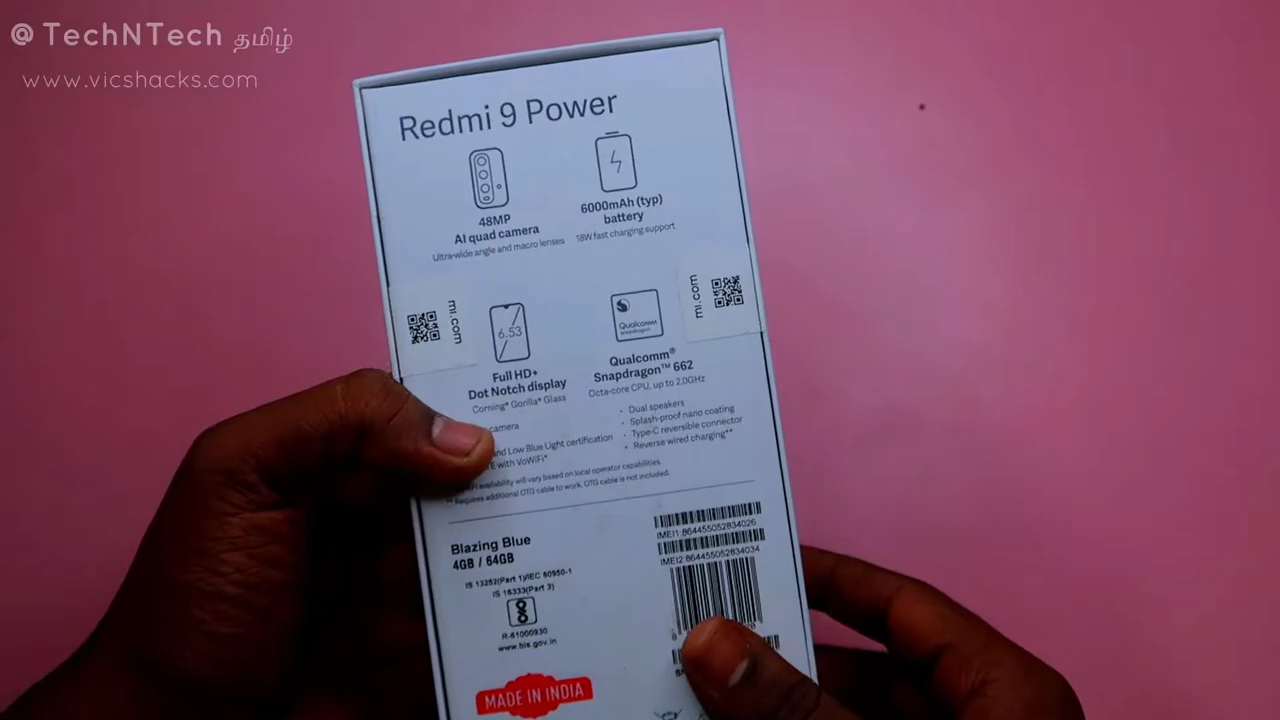 @ TechNTech தமிழ்
www.vicshacks.com
Redmi 9 Power
48MP
AI quad camera
Ultra-wide angle and macro lenses
6000mAh (typ)
battery
18W fast charging support
mi.com
mi.com
6.53
Full HD+
Dot Notch display
Corning® Gorilla® Glass
Qualcomm
snapdragon
Qualcomm®
Snapdragon™ 662
Octa-core CPU, up to 2.0GHz
camera
and Low Blue Light certification
E with VoWiFi*
• Dual speakers
• Splash-proof nano coating
• Type-C reversible connector
• Reverse wired charging**
availability will vary based on local operator capabilities.
** Requires additional OTG cable to work, OTG cable is not included.
Blazing Blue
4GB / 64GB
IS 13252(Part 1)/IEC 60950-1
IS 16333(Part 3)
R-61000930
www.bis.gov.in
MADE IN INDIA
IMEI1:864455052834026
IMEI2:864455052834034